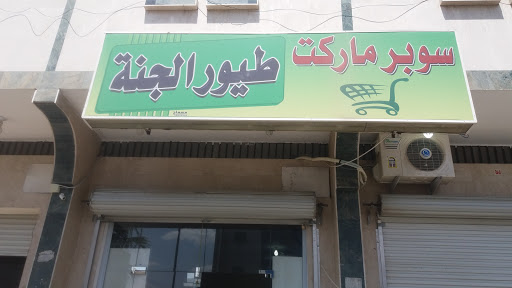 سوبر ماركت
طيور الجنة